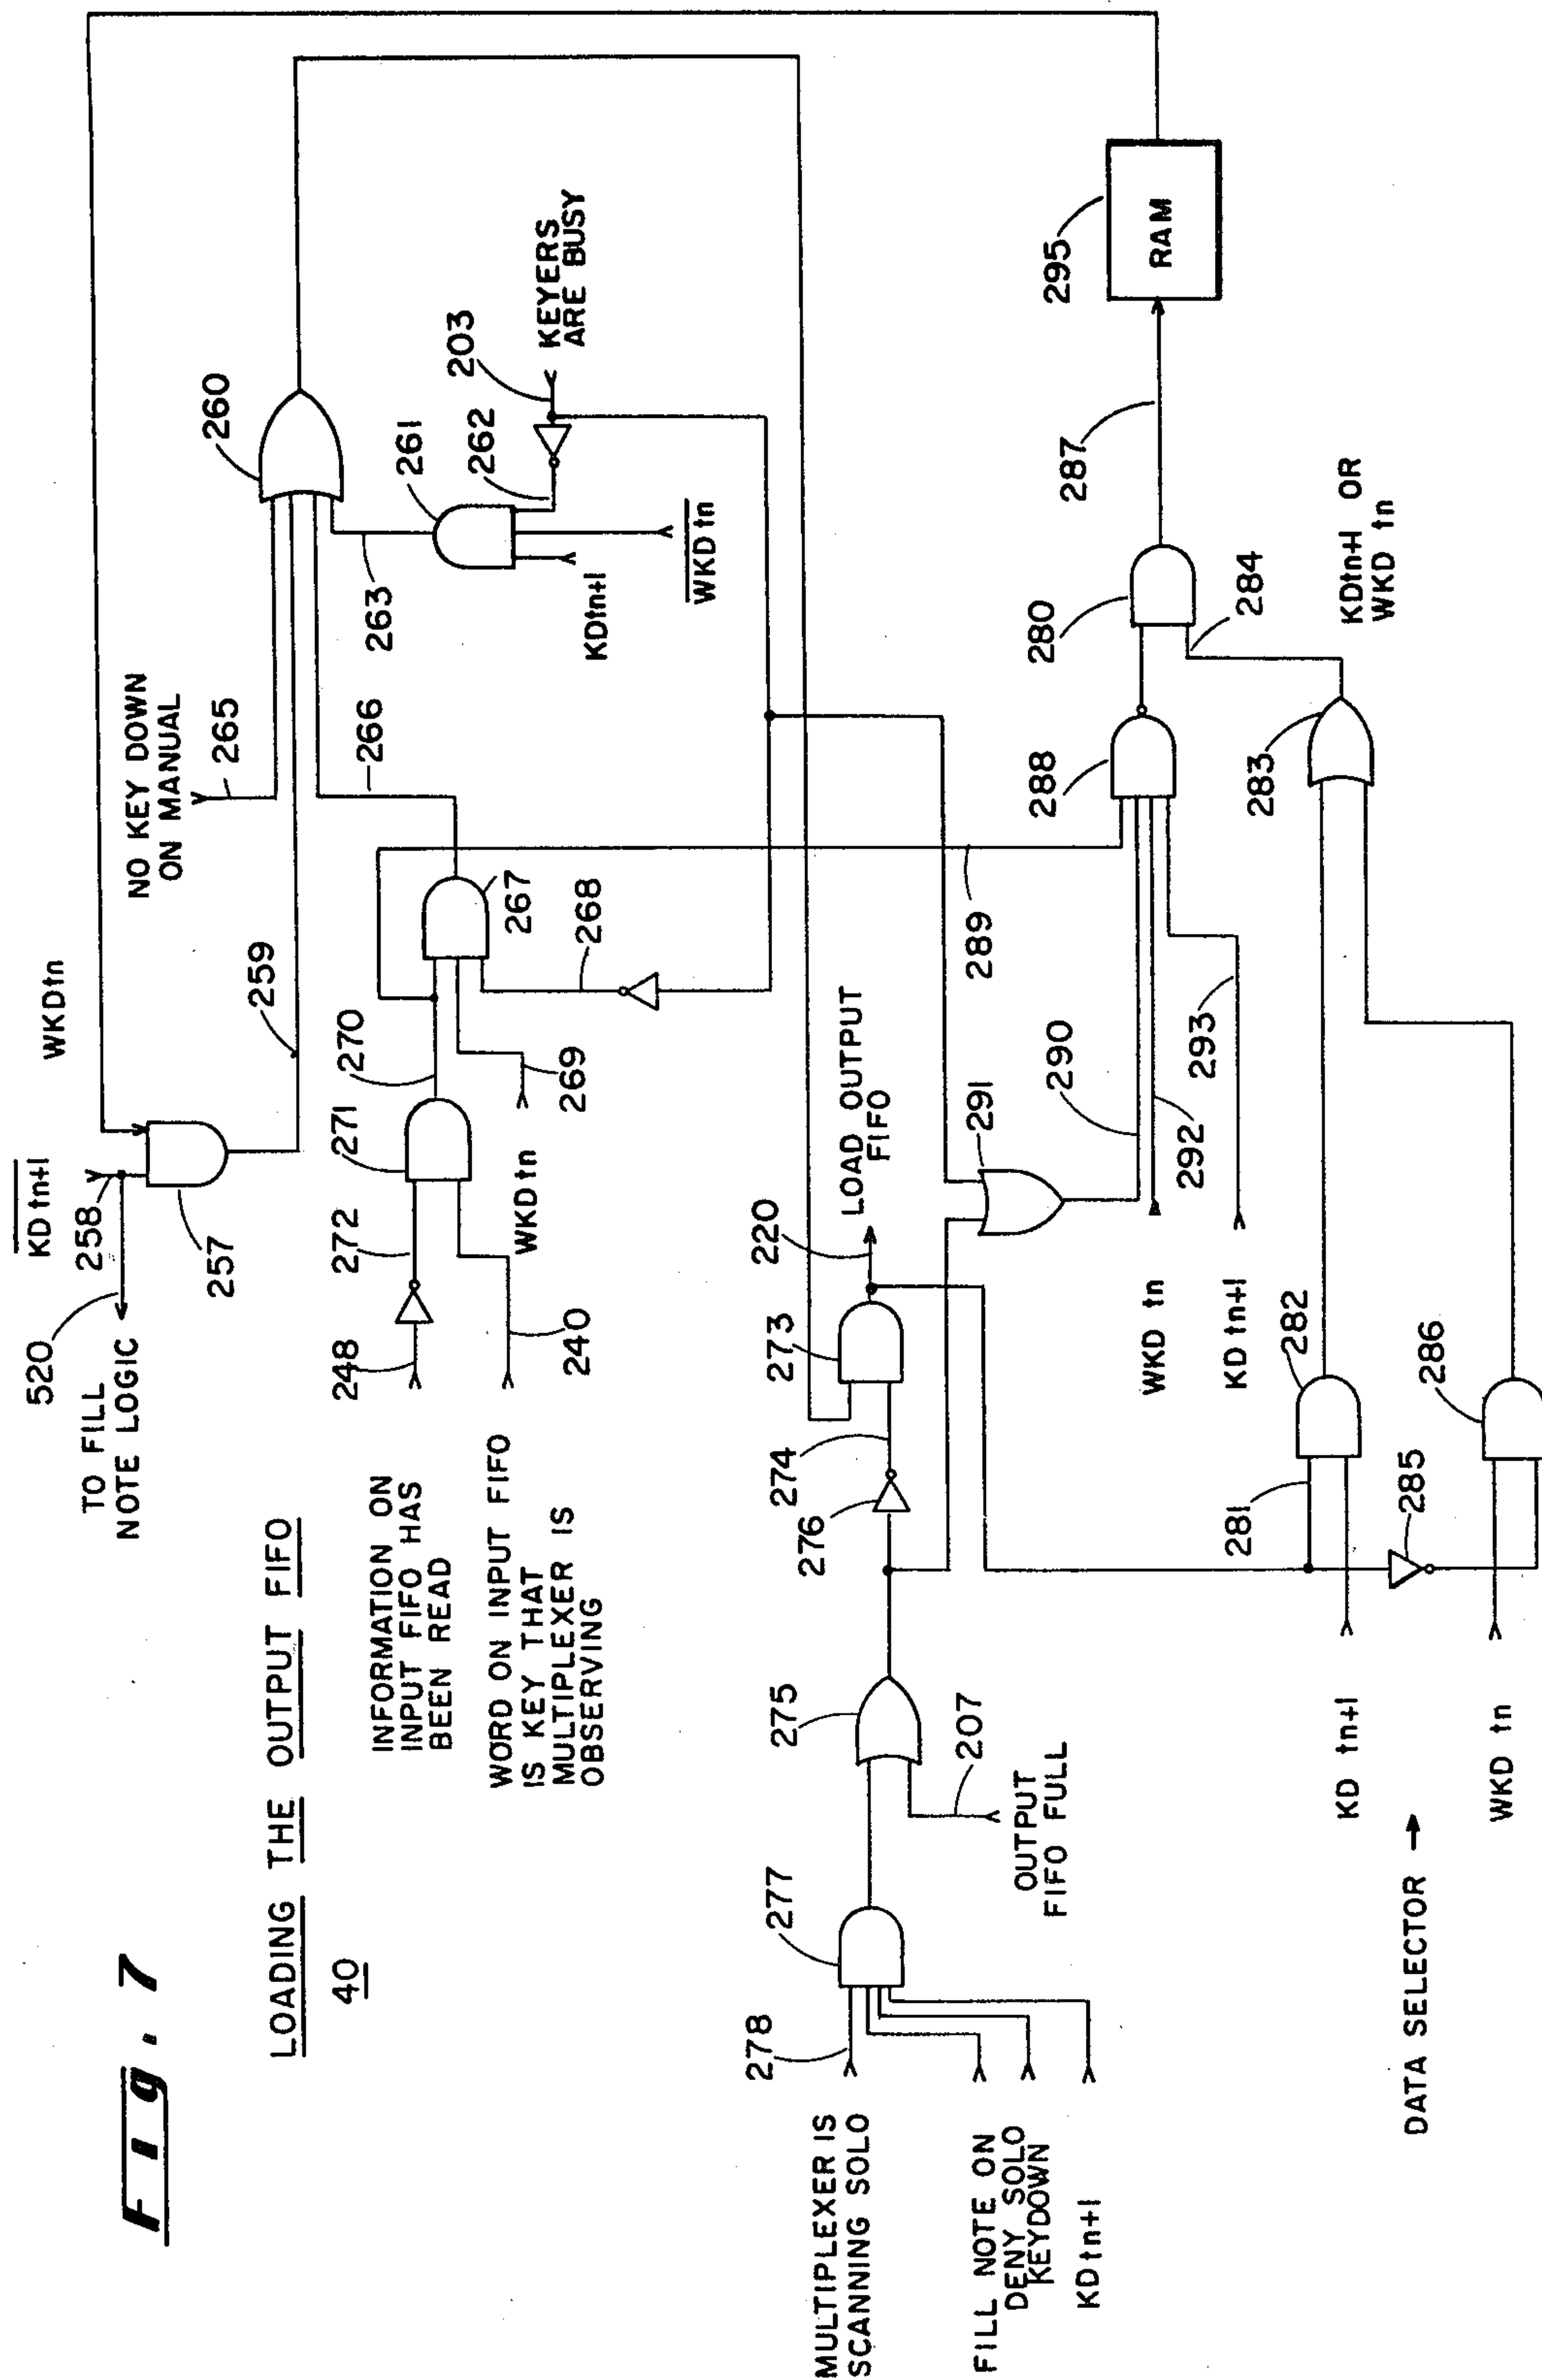 Fig. 7
LOADING THE OUTPUT FIFO
40
520
TO FILL
NOTE LOGIC
K̅D̅ ̅t̅n̅+̅1̅
258
257
WKDtn
259
NO KEY DOWN
ON MANUAL
265
260
266
263
261
262
203
KEYERS
ARE BUSY
KDtn+1
W̅K̅D̅ ̅t̅n̅
INFORMATION ON
INPUT FIFO HAS
BEEN READ
248
272
271
270
267
268
269
WKDtn
240
WORD ON INPUT FIFO
IS KEY THAT
MULTIPLEXER IS
OBSERVING
289
MULTIPLEXER IS
SCANNING SOLO
278
277
275
276
274
273
220
LOAD OUTPUT
FIFO
FILL NOTE ON
DENY SOLO
KEYDOWN
KDtn+1
OUTPUT
FIFO FULL
207
291
290
292
293
WKD tn
KD tn+1
288
280
287
295
RAM
284
283
KDtn+1 OR
WKD tn
281
282
285
286
KD tn+1
DATA SELECTOR →
WKD tn